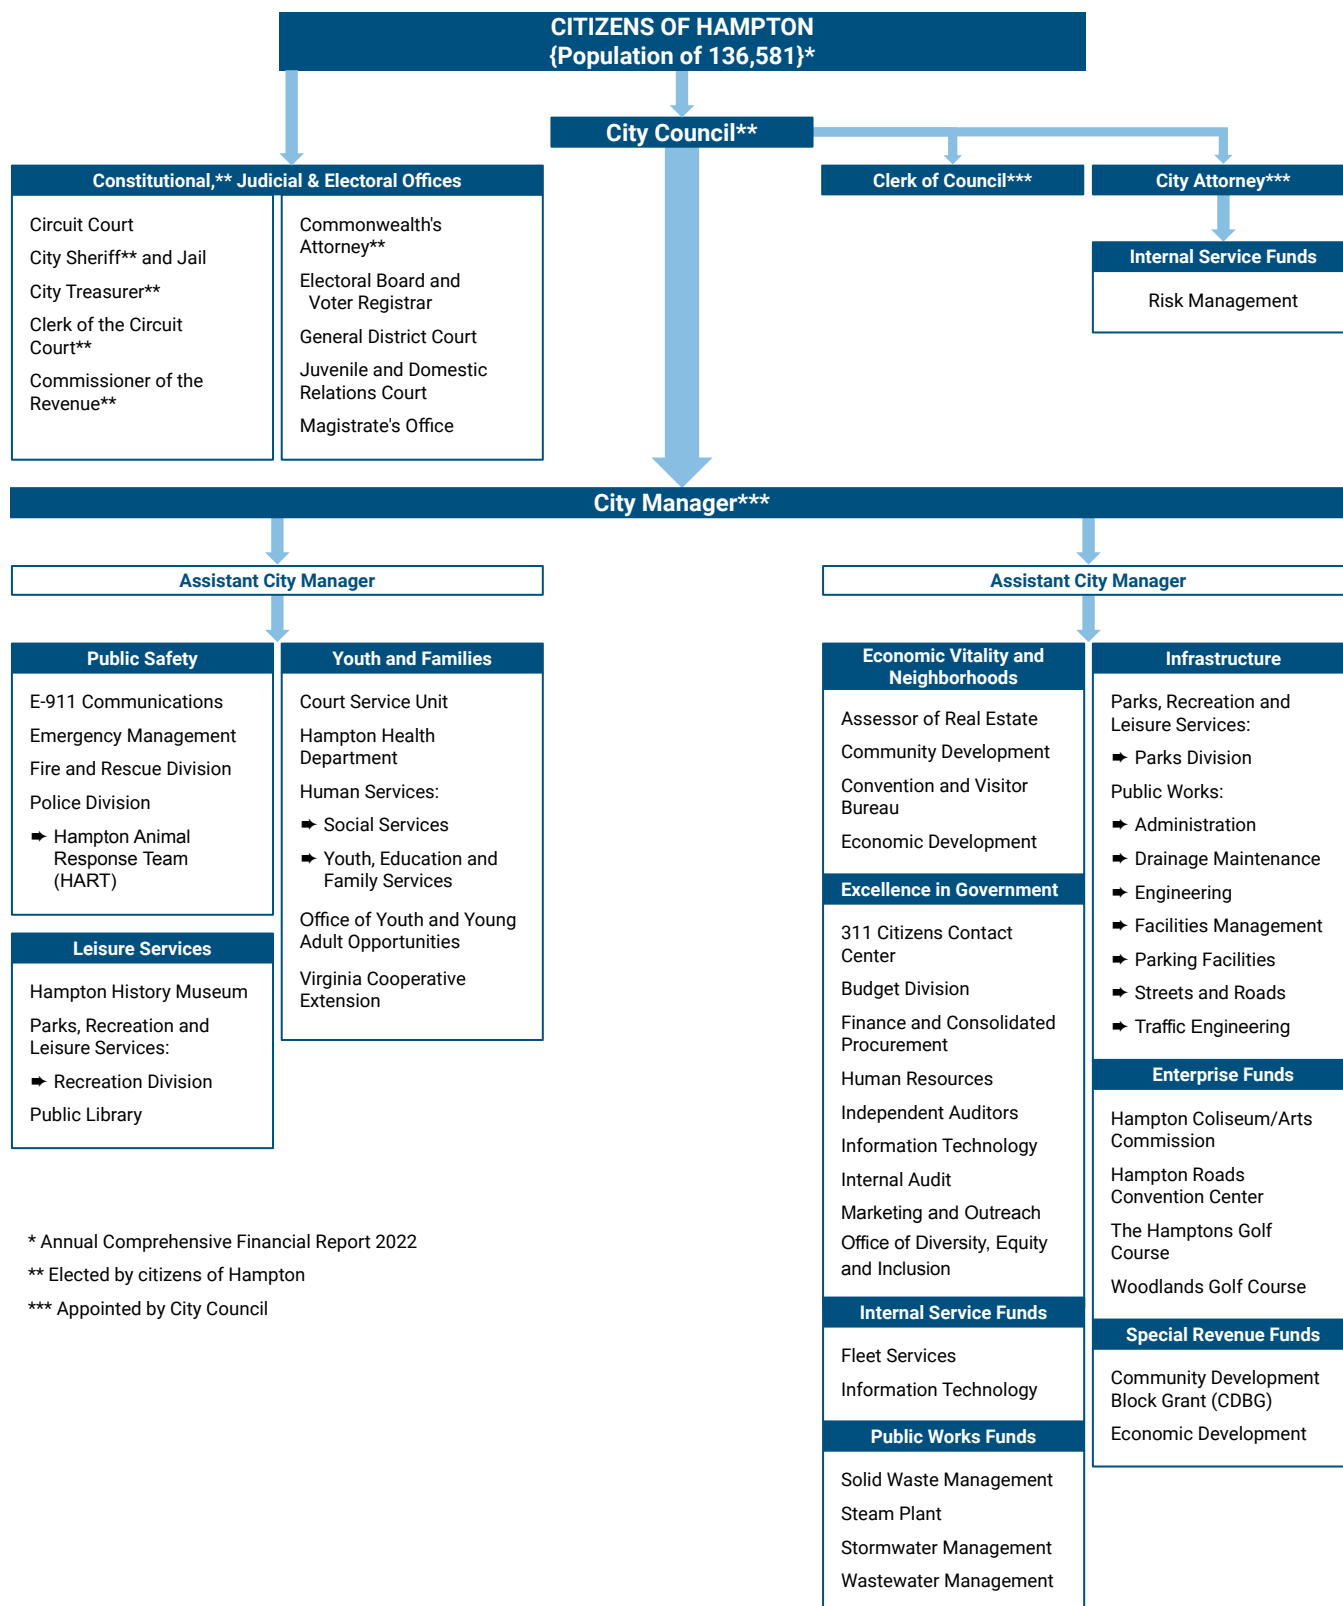 CITIZENS OF HAMPTON
{Population of 136,581}*
City Council**
Constitutional,** Judicial & Electoral Offices
Circuit Court
City Sheriff** and Jail
City Treasurer**
Clerk of the Circuit
Court**
Commissioner of the
Revenue**
Commonwealth's
Attorney**
Electoral Board and
Voter Registrar
General District Court
Juvenile and Domestic
Relations Court
Magistrate's Office
Clerk of Council***
City Attorney***
Internal Service Funds
Risk Management
City Manager***
Assistant City Manager
Public Safety
E-911 Communications
Emergency Management
Fire and Rescue Division
Police Division
➨ Hampton Animal
Response Team
(HART)
Leisure Services
Hampton History Museum
Parks, Recreation and
Leisure Services:
➨ Recreation Division
Public Library
Youth and Families
Court Service Unit
Hampton Health
Department
Human Services:
➨ Social Services
➨ Youth, Education and
Family Services
Office of Youth and Young
Adult Opportunities
Virginia Cooperative
Extension
Assistant City Manager
Economic Vitality and
Neighborhoods
Assessor of Real Estate
Community Development
Convention and Visitor
Bureau
Economic Development
Excellence in Government
311 Citizens Contact
Center
Budget Division
Finance and Consolidated
Procurement
Human Resources
Independent Auditors
Information Technology
Internal Audit
Marketing and Outreach
Office of Diversity, Equity
and Inclusion
Internal Service Funds
Fleet Services
Information Technology
Public Works Funds
Solid Waste Management
Steam Plant
Stormwater Management
Wastewater Management
Infrastructure
Parks, Recreation and
Leisure Services:
➨ Parks Division
Public Works:
➨ Administration
➨ Drainage Maintenance
➨ Engineering
➨ Facilities Management
➨ Parking Facilities
➨ Streets and Roads
➨ Traffic Engineering
Enterprise Funds
Hampton Coliseum/Arts
Commission
Hampton Roads
Convention Center
The Hamptons Golf
Course
Woodlands Golf Course
Special Revenue Funds
Community Development
Block Grant (CDBG)
Economic Development
* Annual Comprehensive Financial Report 2022
** Elected by citizens of Hampton
*** Appointed by City Council